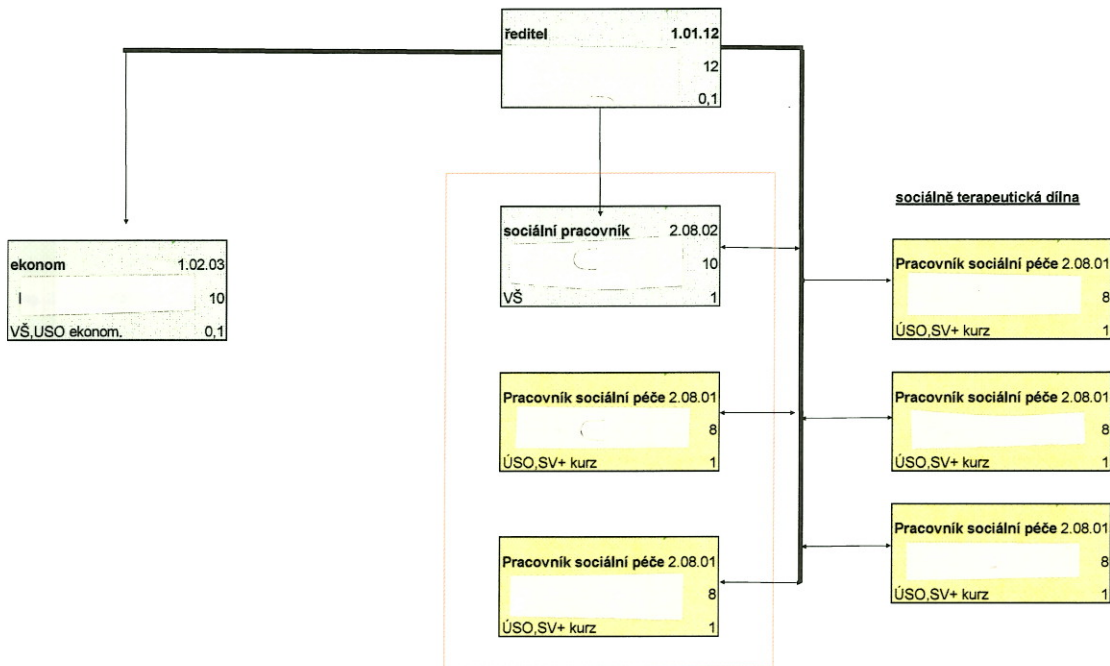 ředitel 1.01.12
12
0,1
sociálně terapeutická dílna
sociální pracovník 2.08.02
10
VŠ 1
ekonom 1.02.03
10
VŠ,USO ekonom. 0,1
Pracovník sociální péče 2.08.01
8
ÚSO,SV+ kurz 1
Pracovník sociální péče 2.08.01
8
ÚSO,SV+ kurz 1
Pracovník sociální péče 2.08.01
8
ÚSO,SV+ kurz 1
Pracovník sociální péče 2.08.01
8
ÚSO,SV+ kurz 1
Pracovník sociální péče 2.08.01
8
ÚSO,SV+ kurz 1